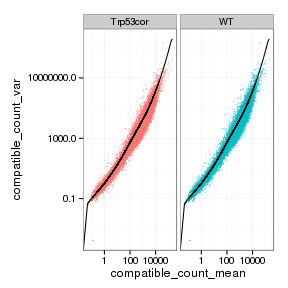 Trp53cor WT
10000000.0
1000.0
0.1
compatible_count_var
1 100 10000 1 100 10000
compatible_count_mean